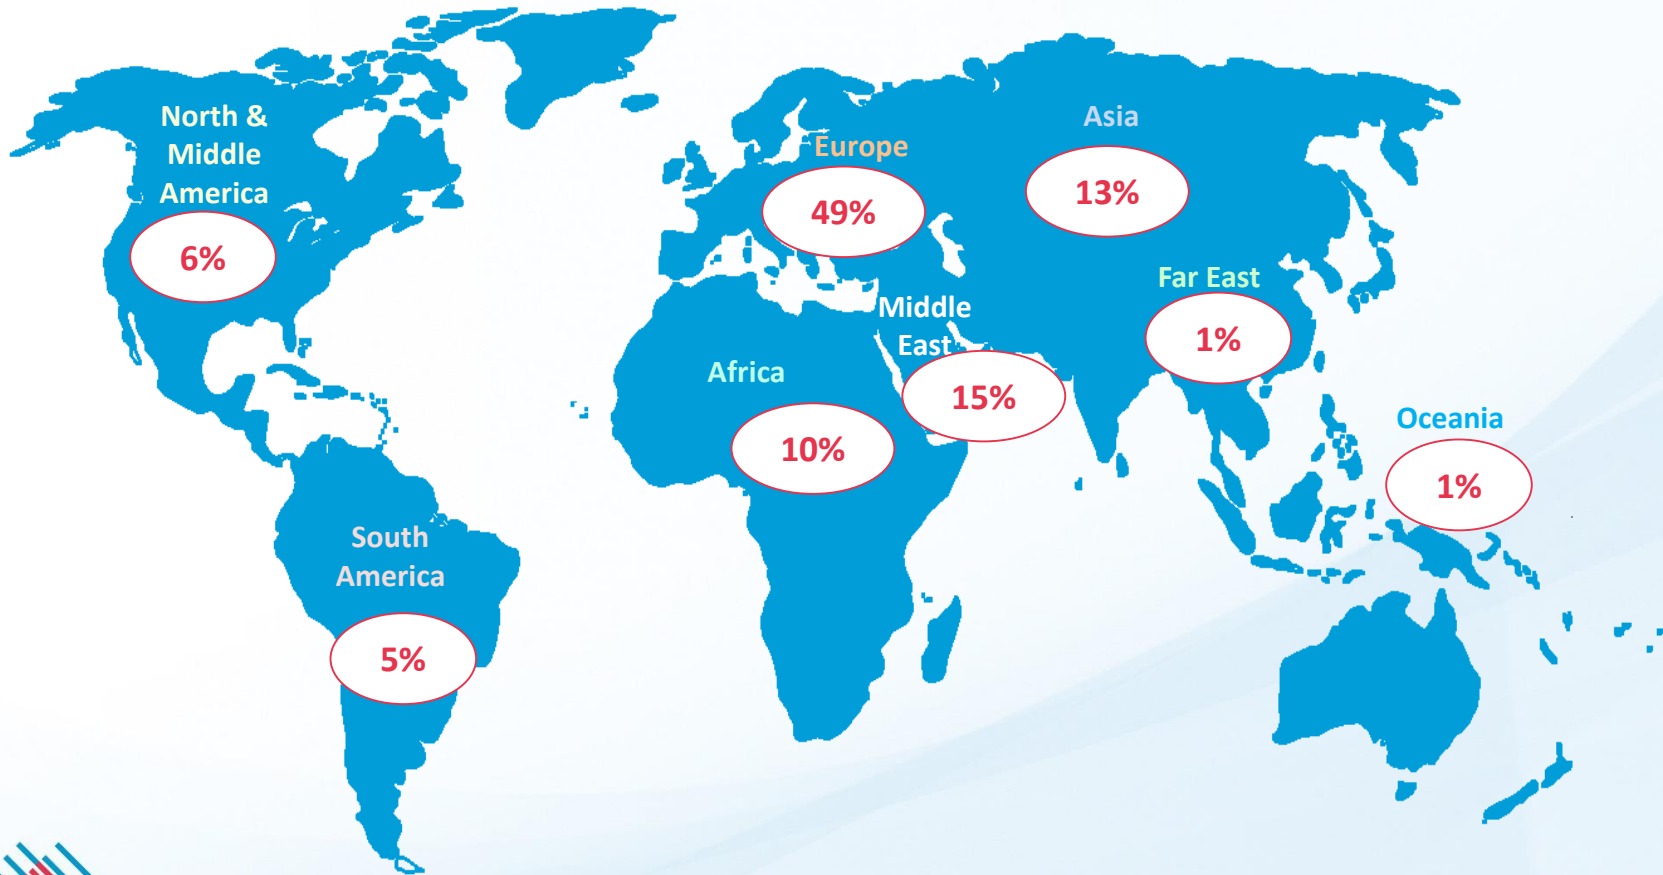 North &
Middle
America
6%
South
America
5%
Europe
49%
Africa
10%
Middle
East
15%
Asia
13%
Far East
1%
Oceania
1%